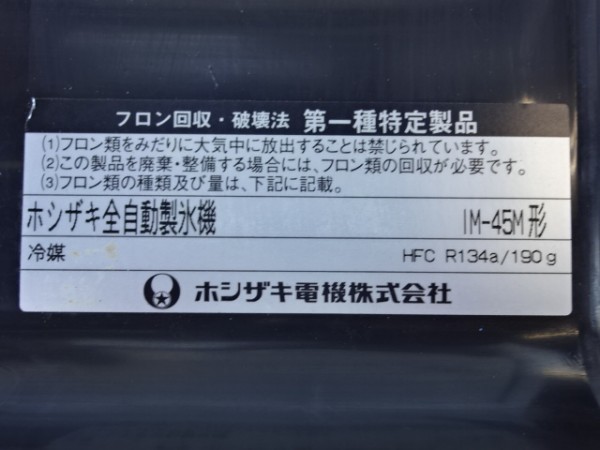 フロン回収・破壊法 第一種特定製品
(1)フロン類をみだりに大気中に放出することは禁じられています。
(2)この製品を廃棄・整備する場合には、フロン類の回収が必要です。
(3)フロン類の種類及び量は、下記に記載。
ホシザキ全自動製氷機 IM-45M形
冷媒 HFC R134a/190g
ホシザキ電機株式会社